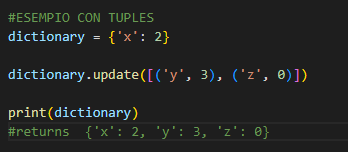 #ESEMPIO CON TUPLES
dictionary = {'x': 2}
dictionary.update([('y', 3), ('z', 0)])
print(dictionary)
#returns  {'x': 2, 'y': 3, 'z': 0}